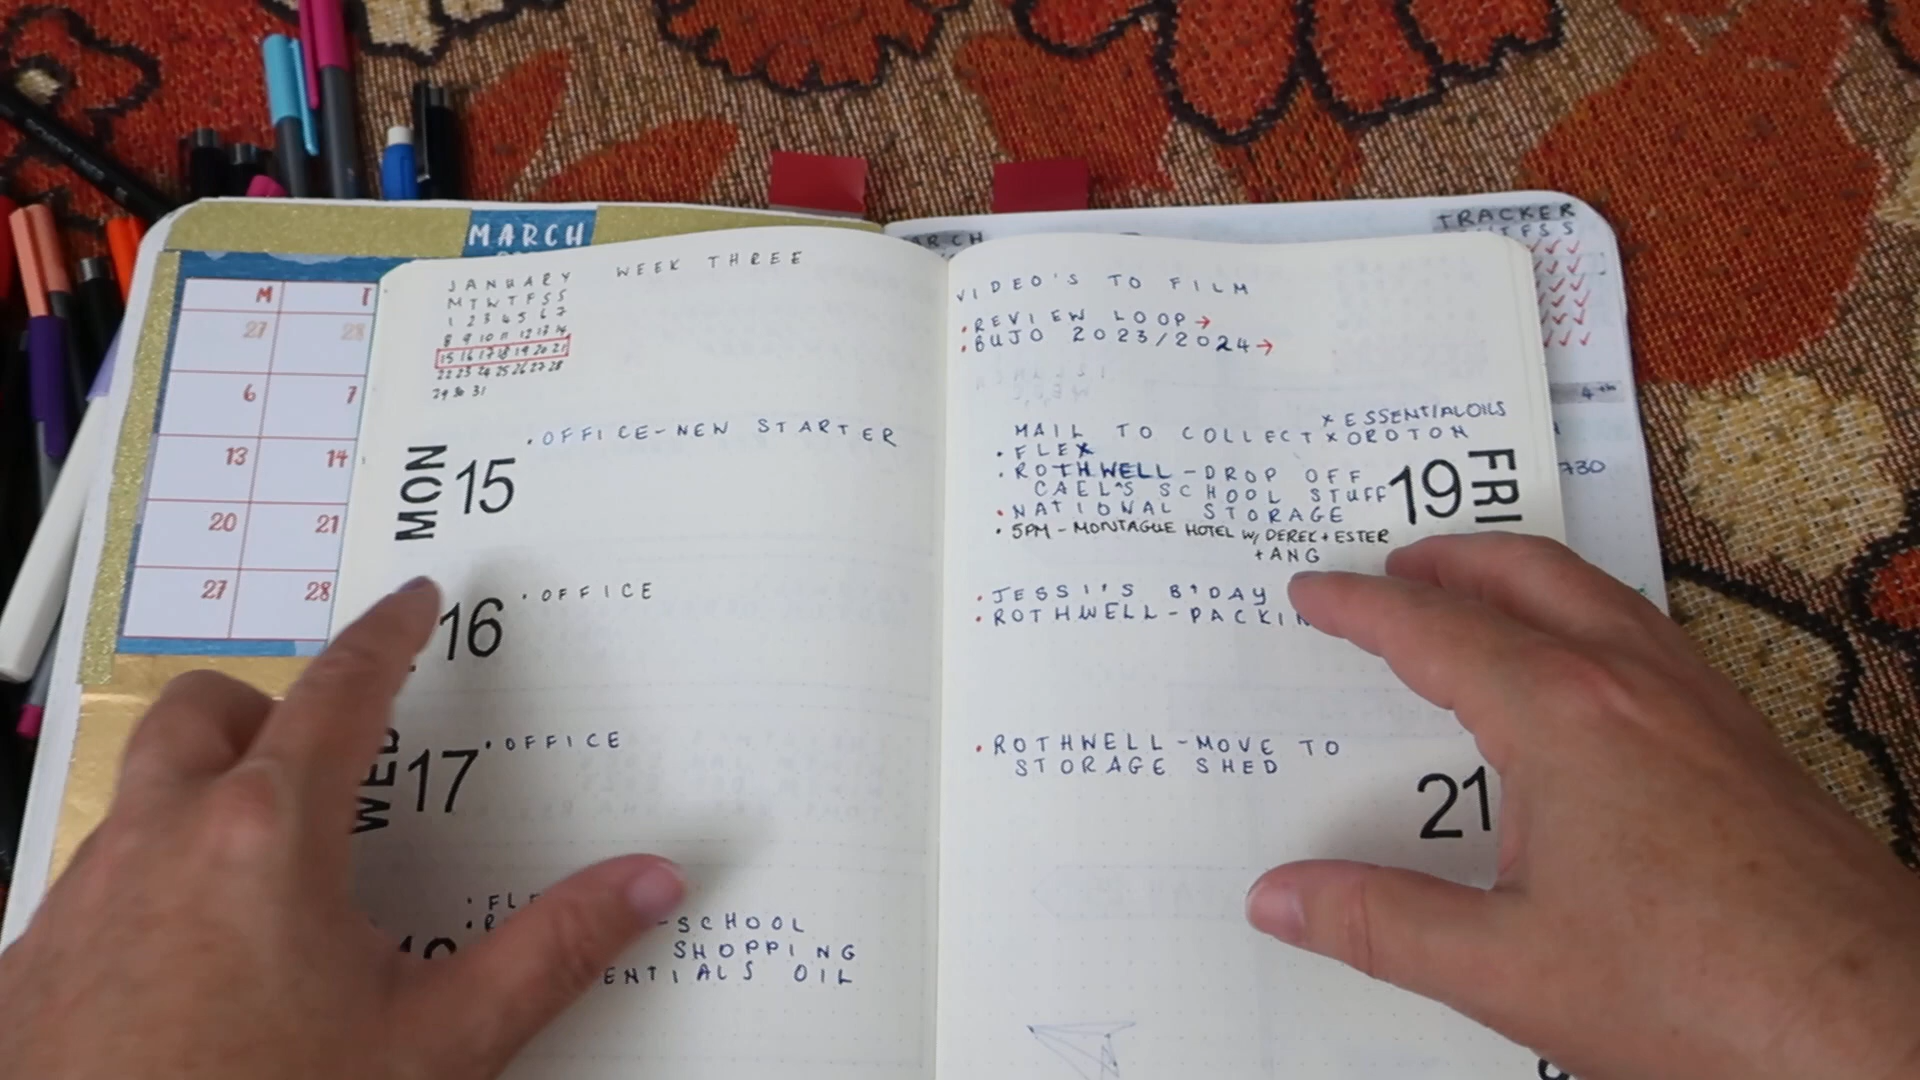 MARCH
M T
27 28
6 7
13 14
20 21
27 28
JANUARY
MTWTFSS
1 2 3 4 5 6 7
8 9 10 11 12 13 14
15 16 17 18 19 20 21
22 23 24 25 26 27 28
29 30 31
WEEK THREE
MON 15
• OFFICE-NEW STARTER
16
• OFFICE
WED 17
• OFFICE
• FL
-SCHOOL
SHOPPING
ENTIALS OIL
ARCH
TRACKER
T F S S
4th
730
VIDEO'S TO FILM
• REVIEW LOOP→
• BUJO 2023/2024→
x ESSENTIAL OILS
MAIL TO COLLECT x OROTON
• FLEX
• ROTHWELL-DROP OFF
CAEL'S SCHOOL STUFF
19 FRI
• NATIONAL STORAGE
• 5PM - MONTAGUE HOTEL W/ DEREK + ESTER
+ ANG
• JESSI'S B'DAY
• ROTHWELL-PACKIN
• ROTHWELL-MOVE TO
STORAGE SHED
21